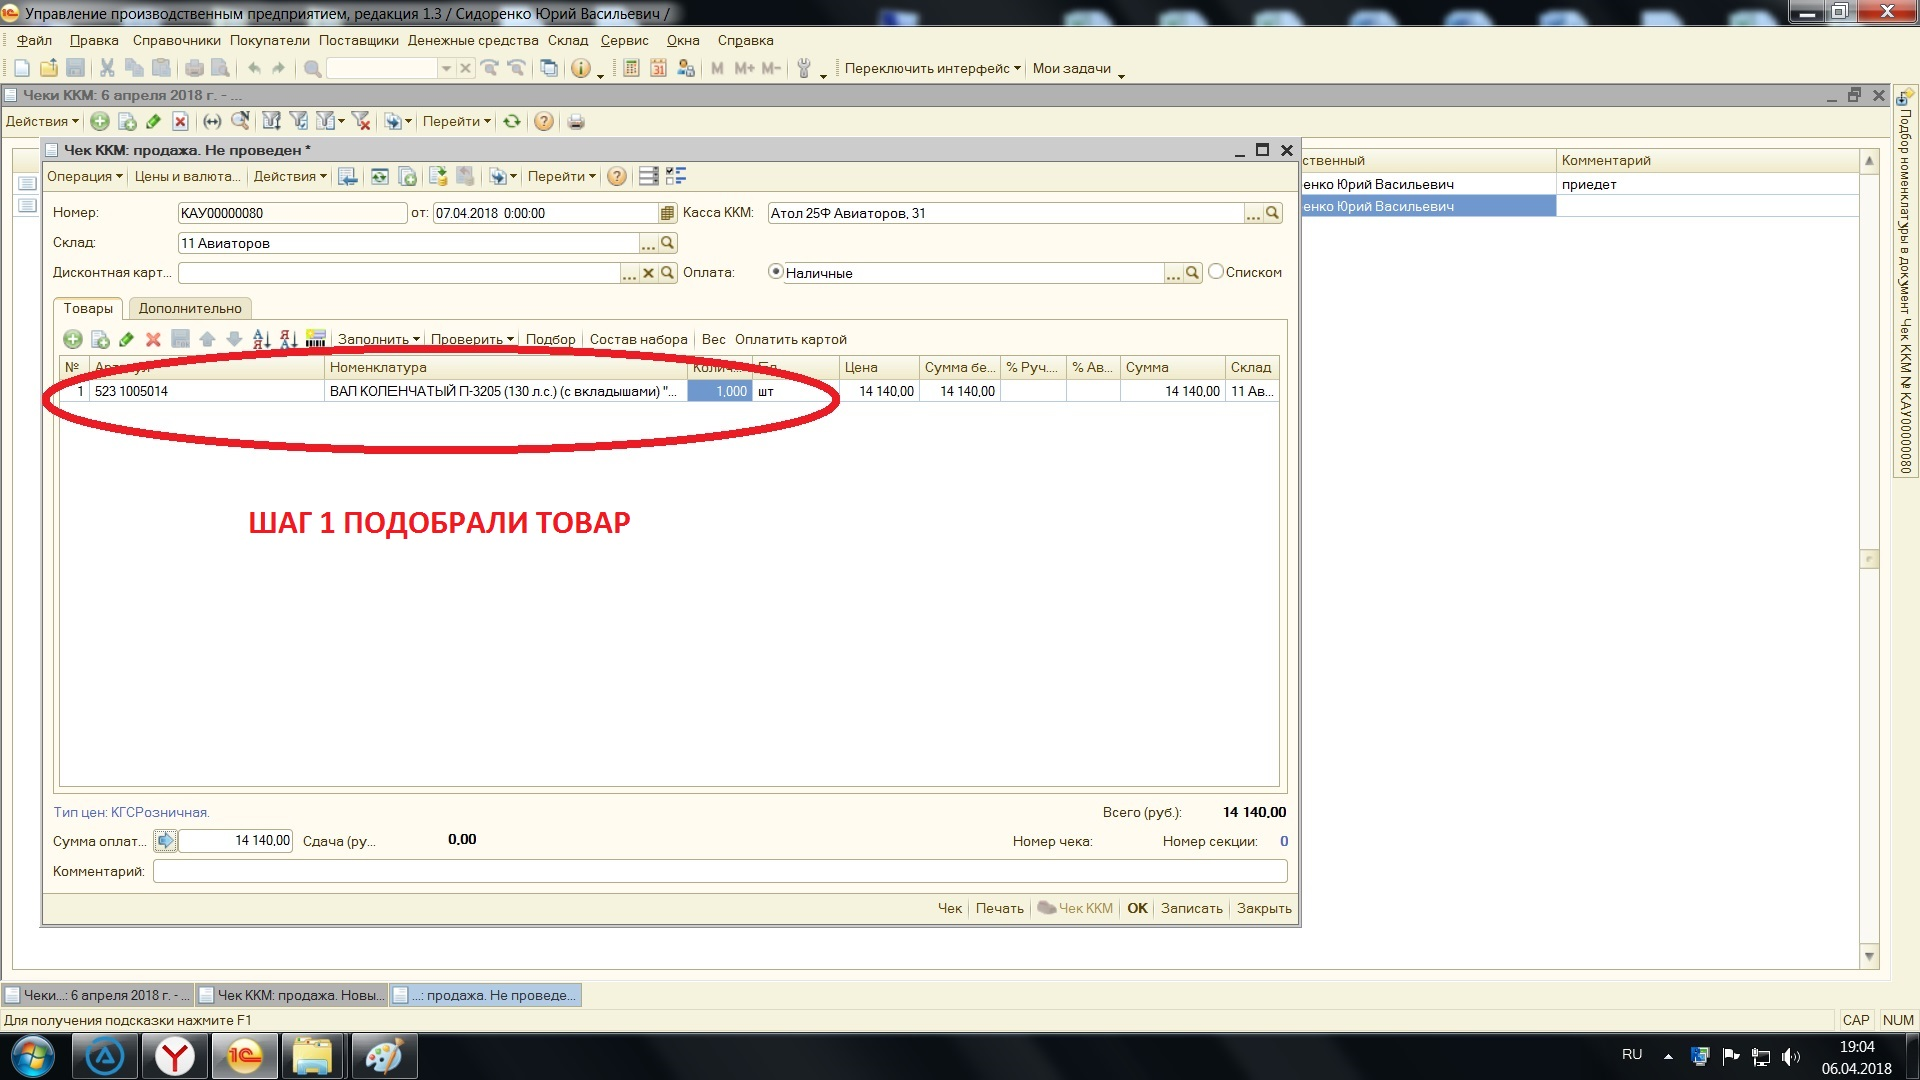 Управление производственным предприятием, редакция 1.3 / Сидоренко Юрий Васильевич /
Файл Правка Справочники Покупатели Поставщики Денежные средства Склад Сервис Окна Справка
M M+ M- Переключить интерфейс Мои задачи
Чеки ККМ: 6 апреля 2018 г. - ...
Действия Перейти
Чек ККМ: продажа. Не проведен *
Операция Цены и валюта... Действия Перейти
Номер: КАУ00000080 от: 07.04.2018 0:00:00 Касса ККМ: Атол 25Ф Авиаторов, 31
Склад: 11 Авиаторов
Дисконтная карт... Оплата: Наличные Списком
Товары Дополнительно
Заполнить Проверить Подбор Состав набора Вес Оплатить картой
№ Номенклатура Цена Сумма бе... % Руч... % Ав... Сумма Склад
1 523 1005014 ВАЛ КОЛЕНЧАТЫЙ П-3205 (130 л.с.) (с вкладышами) "... 1,000 шт 14 140,00 14 140,00 14 140,00 11 Ав...
ШАГ 1 ПОДОБРАЛИ ТОВАР
Тип цен: КГСРозничная.
Всего (руб.): 14 140,00
Сумма оплат... 14 140,00 Сдача (ру... 0,00 Номер чека: Номер секции: 0
Комментарий:
Чек Печать Чек ККМ OK Записать Закрыть
ственный Комментарий
енко Юрий Васильевич приедет
енко Юрий Васильевич
Подбор номенклатуры в документ Чек ККМ № КАУ00000080
Чеки...: 6 апреля 2018 г. - ... Чек ККМ: продажа. Новы... ...: продажа. Не проведе...
Для получения подсказки нажмите F1
CAP NUM
RU
19:04
06.04.2018